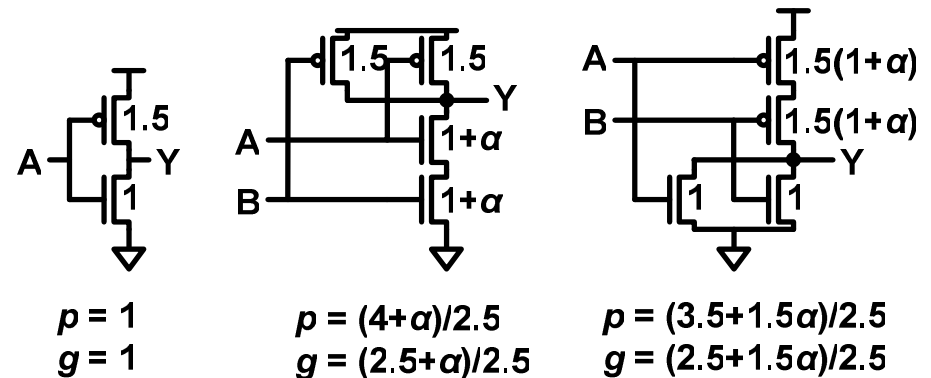 A
1.5
1
Y
p = 1
g = 1
1.5
1.5
Y
A
1+α
B
1+α
p = (4+α)/2.5
g = (2.5+α)/2.5
A
1.5(1+α)
B
1.5(1+α)
Y
1
1
p = (3.5+1.5α)/2.5
g = (2.5+1.5α)/2.5